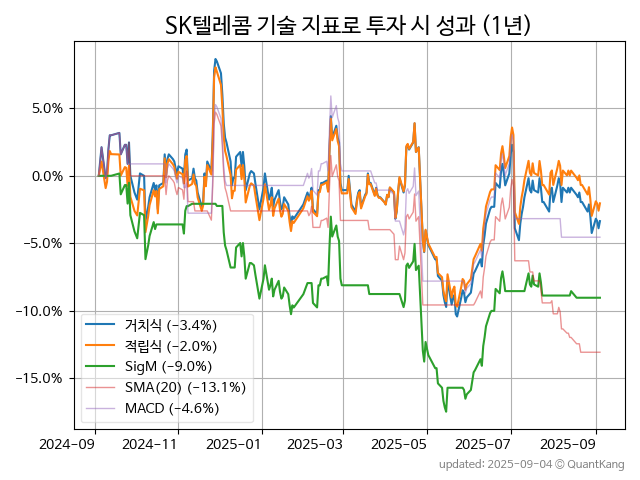 SK텔레콤 기술 지표로 투자 시 성과 (1년)
5.0%
0.0%
−5.0%
−10.0%
−15.0%
거치식 (−3.4%)
적립식 (−2.0%)
SigM (−9.0%)
SMA(20) (−13.1%)
MACD (−4.6%)
2024-09 2024-11 2025-01 2025-03 2025-05 2025-07 2025-09
updated: 2025-09-04 © QuantKang